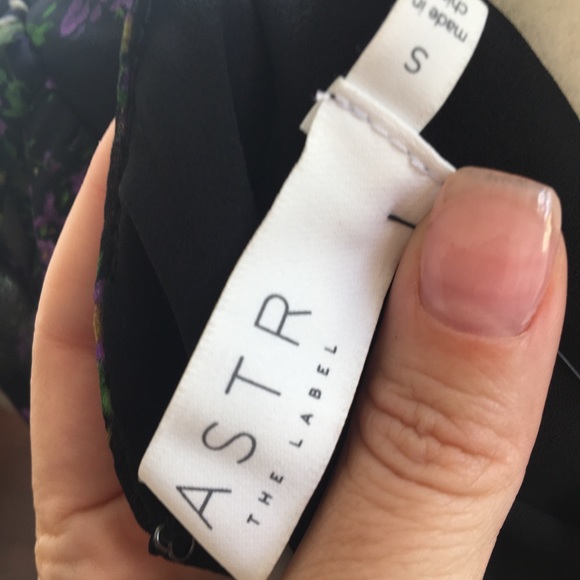 ASTR
THE LABEL
S
made in